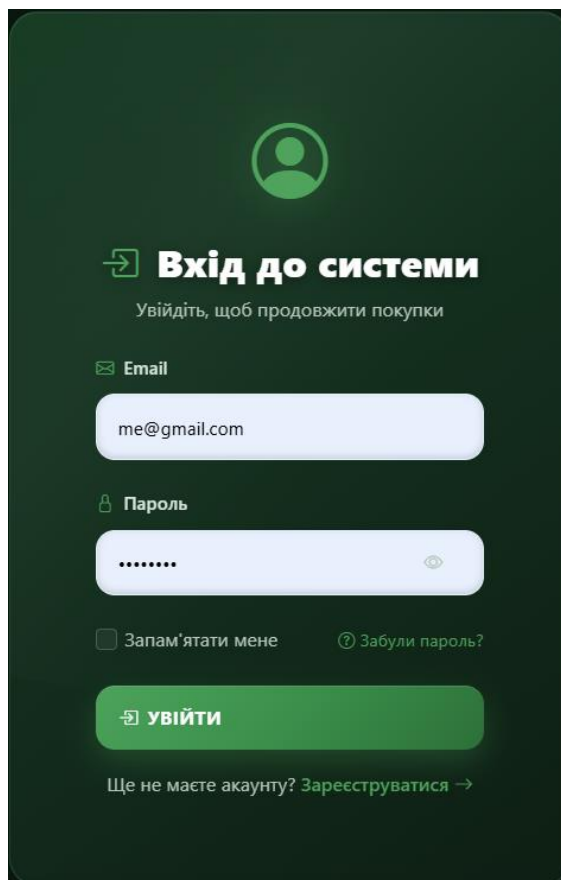 Вхід до системи
Увійдіть, щоб продовжити покупки
Email
me@gmail.com
Пароль
••••••••
Запам'ятати мене
Забули пароль?
УВІЙТИ
Ще не маєте акаунту? Зареєструватися →